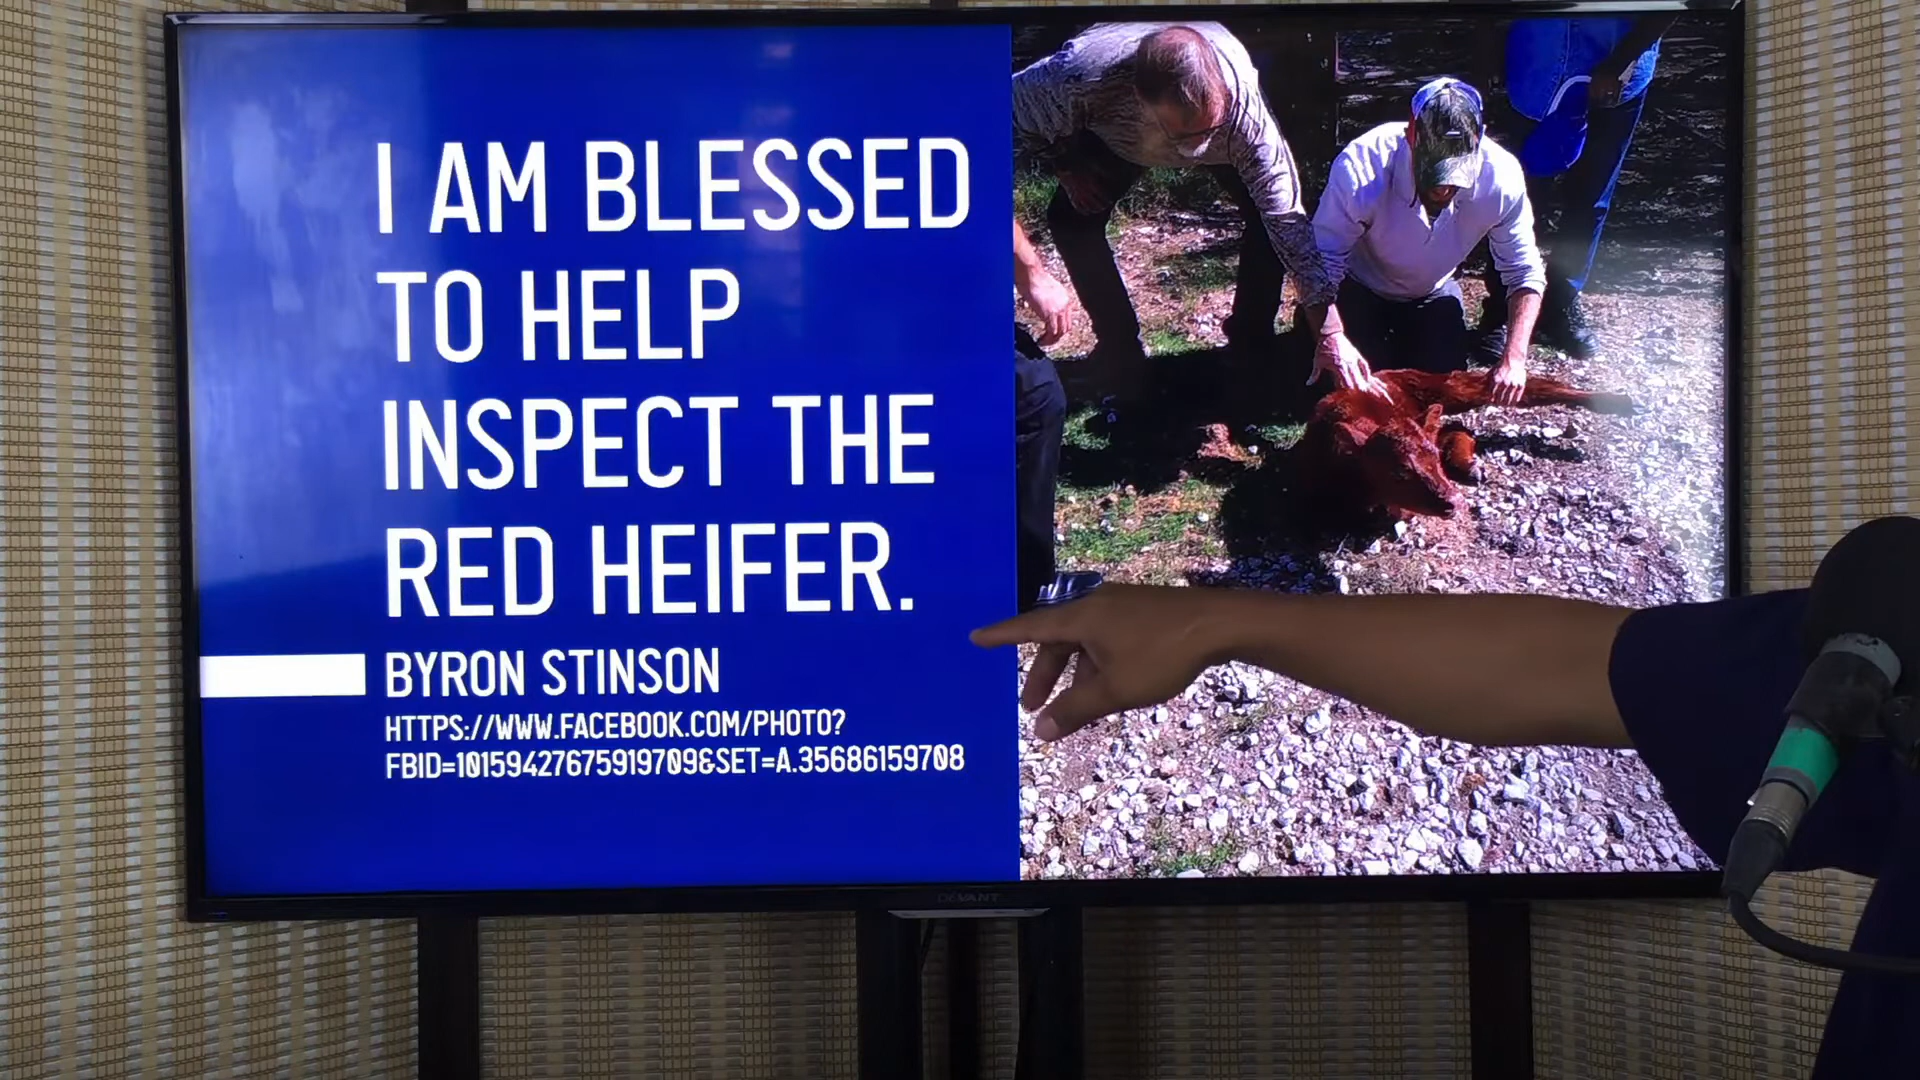 I AM BLESSED
TO HELP
INSPECT THE
RED HEIFER.
BYRON STINSON
HTTPS://WWW.FACEBOOK.COM/PHOTO?
FBID=10159427675919709&SET=A.35686159708
DEVANT